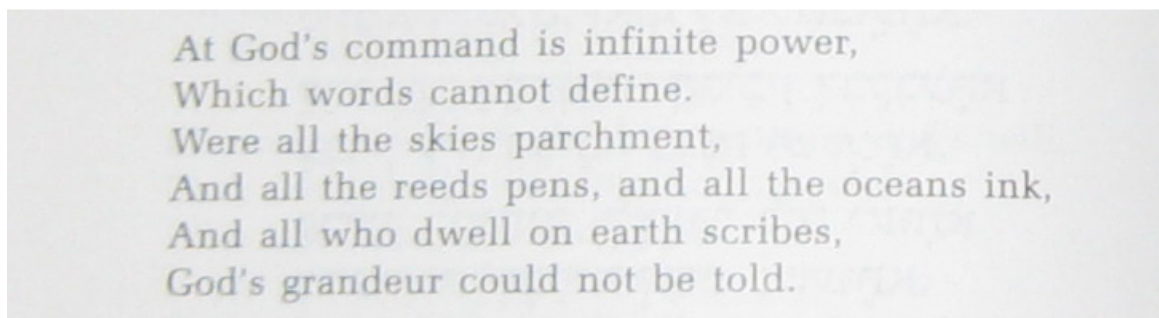 At God's command is infinite power,
Which words cannot define.
Were all the skies parchment,
And all the reeds pens, and all the oceans ink,
And all who dwell on earth scribes,
God's grandeur could not be told.